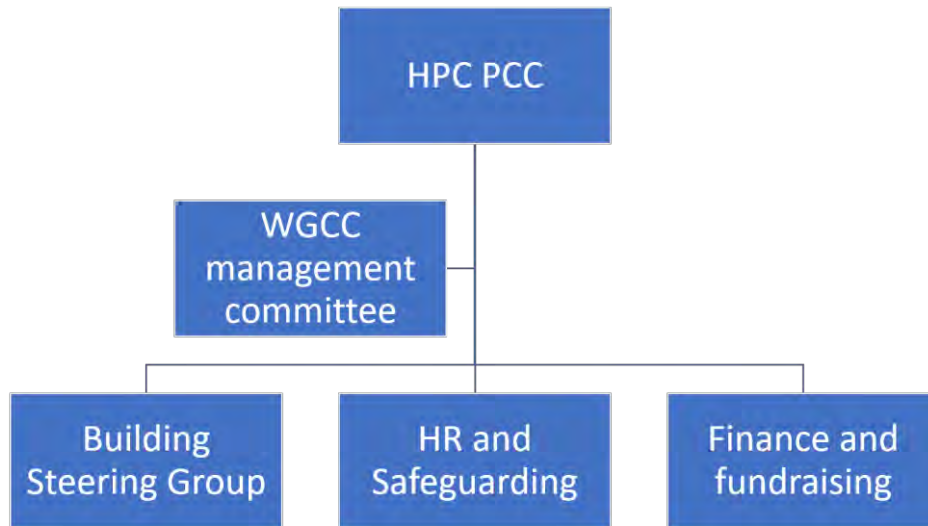 HPC PCC
WGCC
management
committee
Building
Steering Group
HR and
Safeguarding
Finance and
fundraising